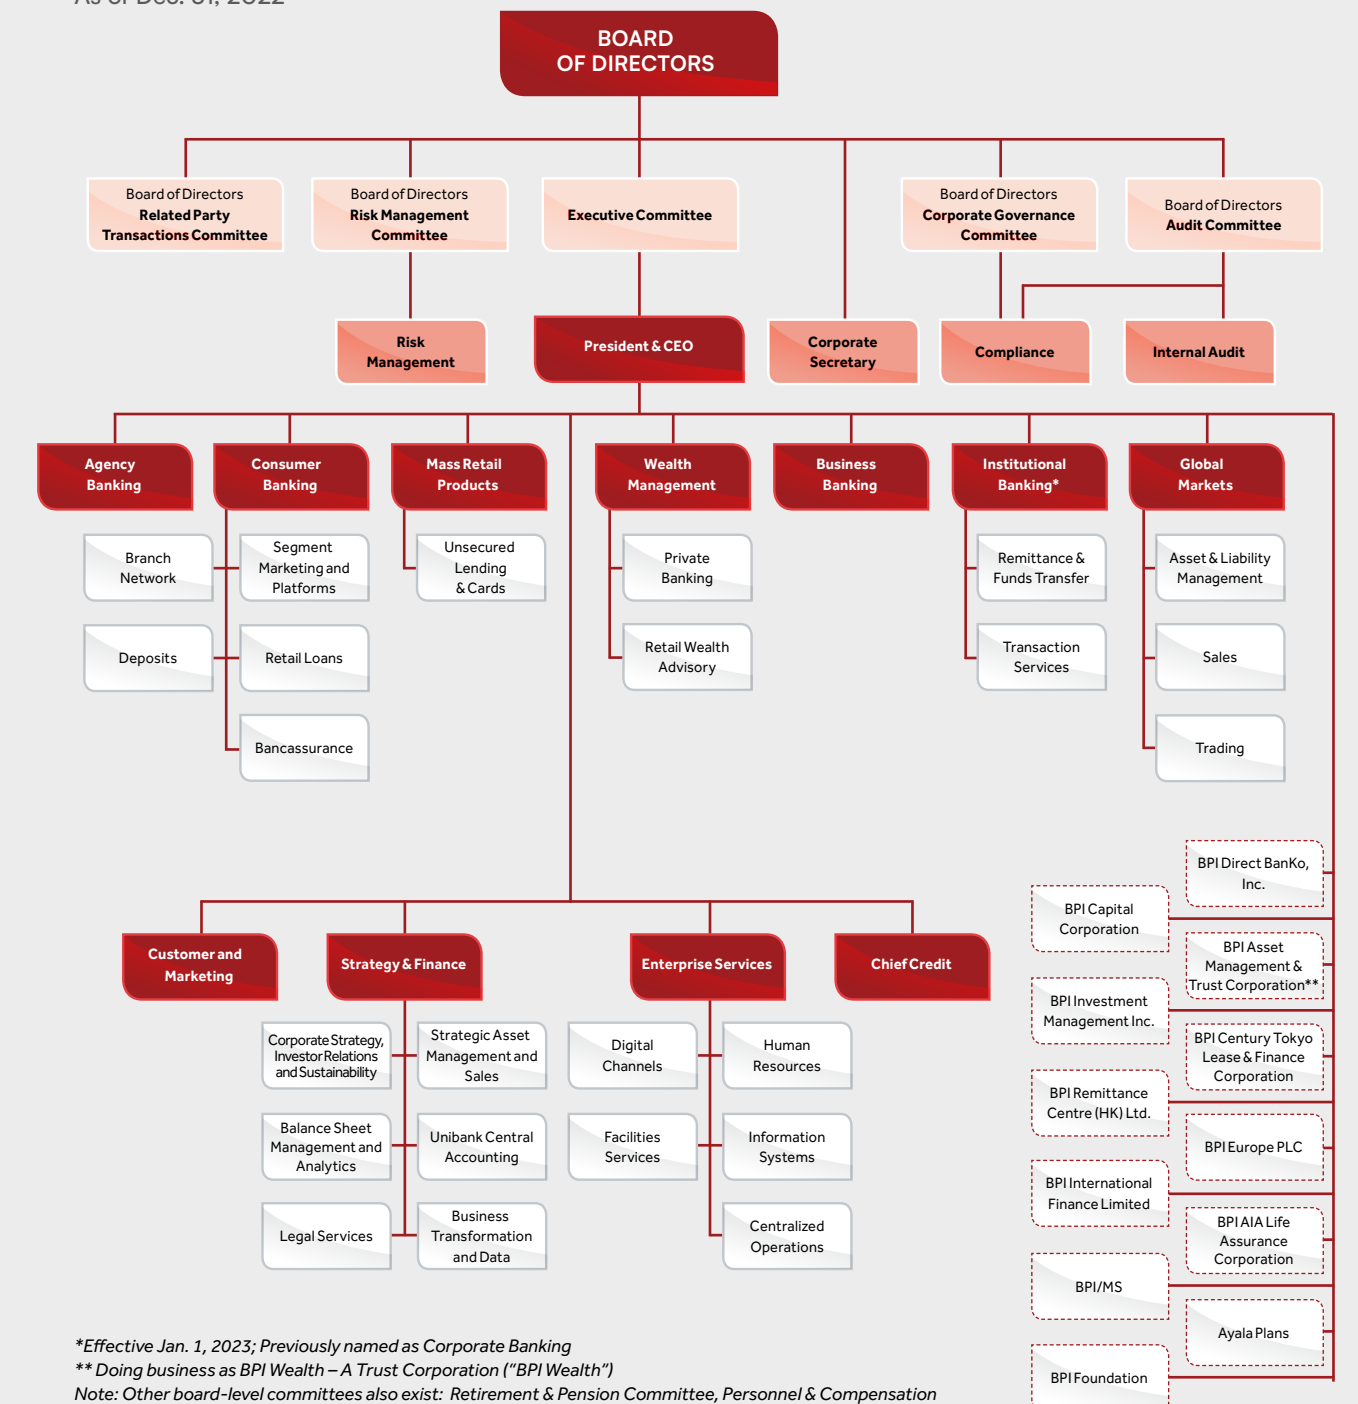 As of Dec. 31, 2022
BOARD
OF DIRECTORS
Board of Directors
Related Party
Transactions Committee
Board of Directors
Risk Management
Committee
Executive Committee
Board of Directors
Corporate Governance
Committee
Board of Directors
Audit Committee
Risk
Management
President & CEO
Corporate
Secretary
Compliance
Internal Audit
Agency
Banking
Consumer
Banking
Mass Retail
Products
Wealth
Management
Business
Banking
Institutional
Banking*
Global
Markets
Branch
Network
Segment
Marketing and
Platforms
Unsecured
Lending
& Cards
Private
Banking
Remittance &
Funds Transfer
Asset & Liability
Management
Deposits
Retail Loans
Retail Wealth
Advisory
Transaction
Services
Sales
Bancassurance
Trading
BPI Direct BanKo,
Inc.
BPI Capital
Corporation
BPI Asset
Management &
Trust Corporation**
BPI Investment
Management Inc.
BPI Century Tokyo
Lease & Finance
Corporation
BPI Remittance
Centre (HK) Ltd.
BPI Europe PLC
BPI International
Finance Limited
BPI AIA Life
Assurance
Corporation
BPI/MS
Ayala Plans
BPI Foundation
Customer and
Marketing
Strategy & Finance
Enterprise Services
Chief Credit
Corporate Strategy,
Investor Relations
and Sustainability
Strategic Asset
Management and
Sales
Digital
Channels
Human
Resources
Balance Sheet
Management and
Analytics
Unibank Central
Accounting
Facilities
Services
Information
Systems
Legal Services
Business
Transformation
and Data
Centralized
Operations
*Effective Jan. 1, 2023; Previously named as Corporate Banking
** Doing business as BPI Wealth – A Trust Corporation (“BPI Wealth”)
Note: Other board-level committees also exist: Retirement & Pension Committee, Personnel & Compensation